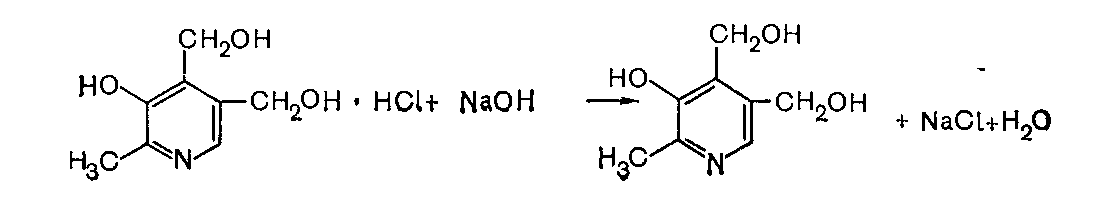 CH₂OH CH₂OH
HO HO
CH₂OH · HCl + NaOH → CH₂OH + NaCl + H₂O
H₃C N H₃C N